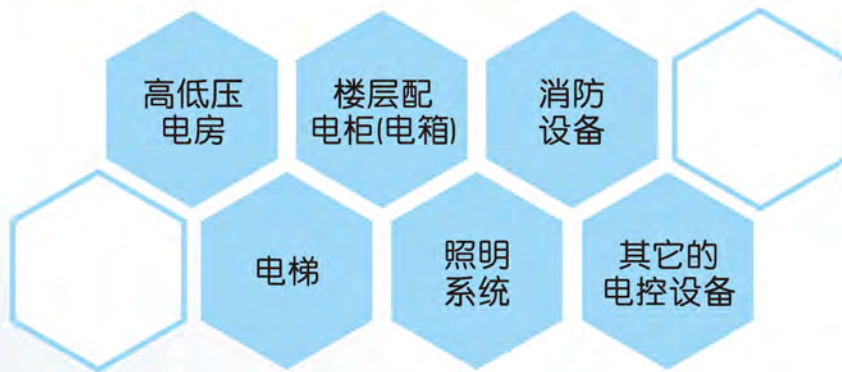 高低压
电房
楼层配
电柜(电箱)
消防
设备
电梯
照明
系统
其它的
电控设备